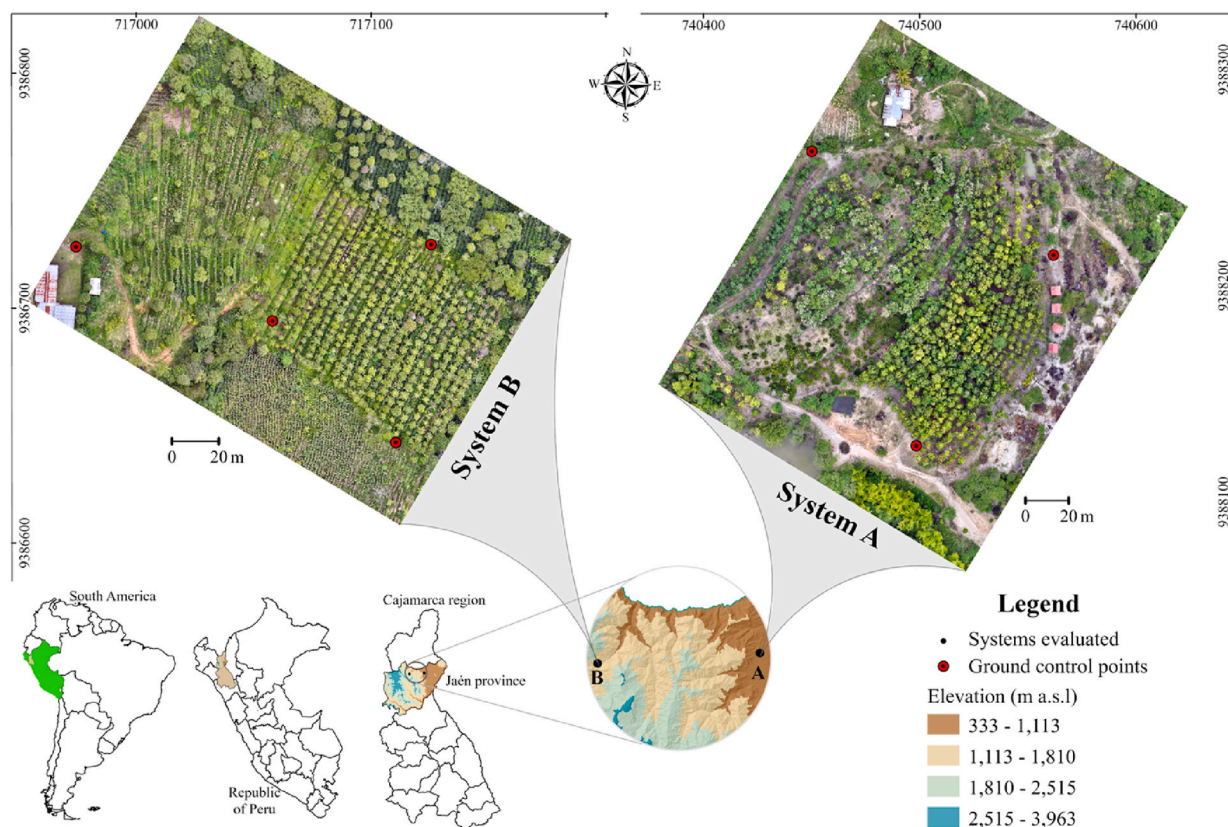 717000
717100
740400
740500
740600
9386800
9386700
9386600
9388300
9388200
9388100
N
W
E
S
System B
System A
0 20 m
0 20 m
South America
Republic
of Peru
Cajamarca region
Jaén province
B
A
Legend
Systems evaluated
Ground control points
Elevation (m a.s.l)
333 - 1,113
1,113 - 1,810
1,810 - 2,515
2,515 - 3,963